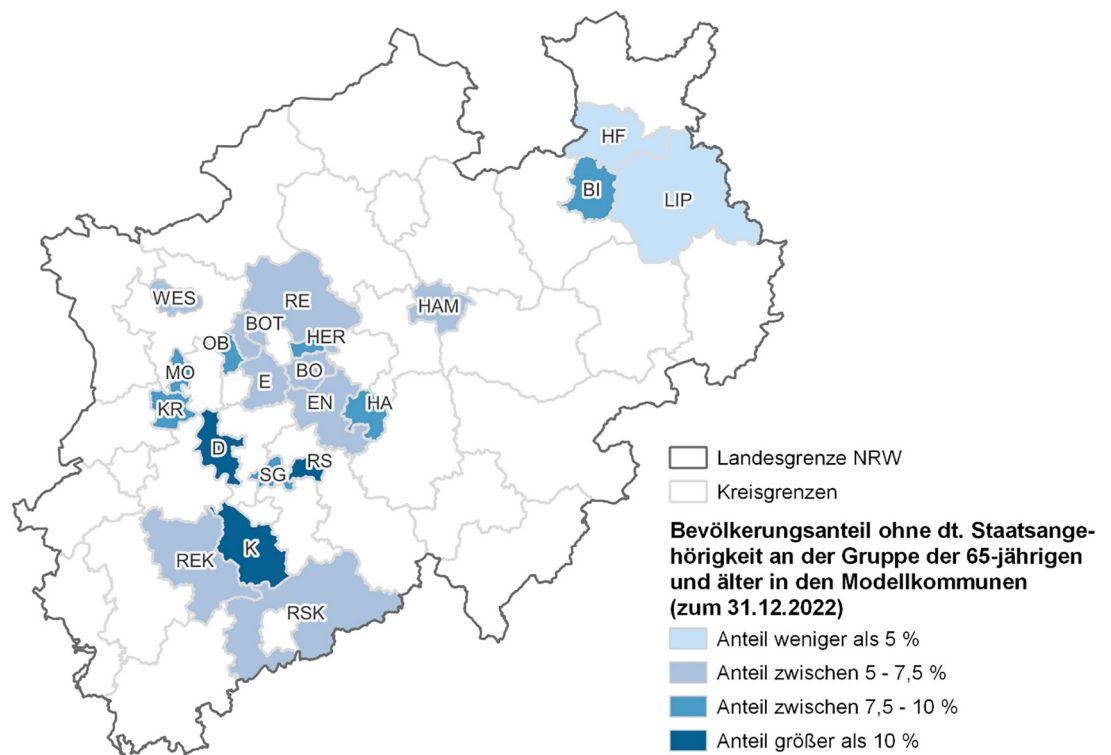 HF
BI
LIP
WES
RE
HAM
BOT
OB
HER
MO
BO
E
KR
EN
HA
D
SG
RS
K
REK
RSK
Landesgrenze NRW
Kreisgrenzen
Bevölkerungsanteil ohne dt. Staatsange-
hörigkeit an der Gruppe der 65-jährigen
und älter in den Modellkommunen
(zum 31.12.2022)
Anteil weniger als 5 %
Anteil zwischen 5 - 7,5 %
Anteil zwischen 7,5 - 10 %
Anteil größer als 10 %